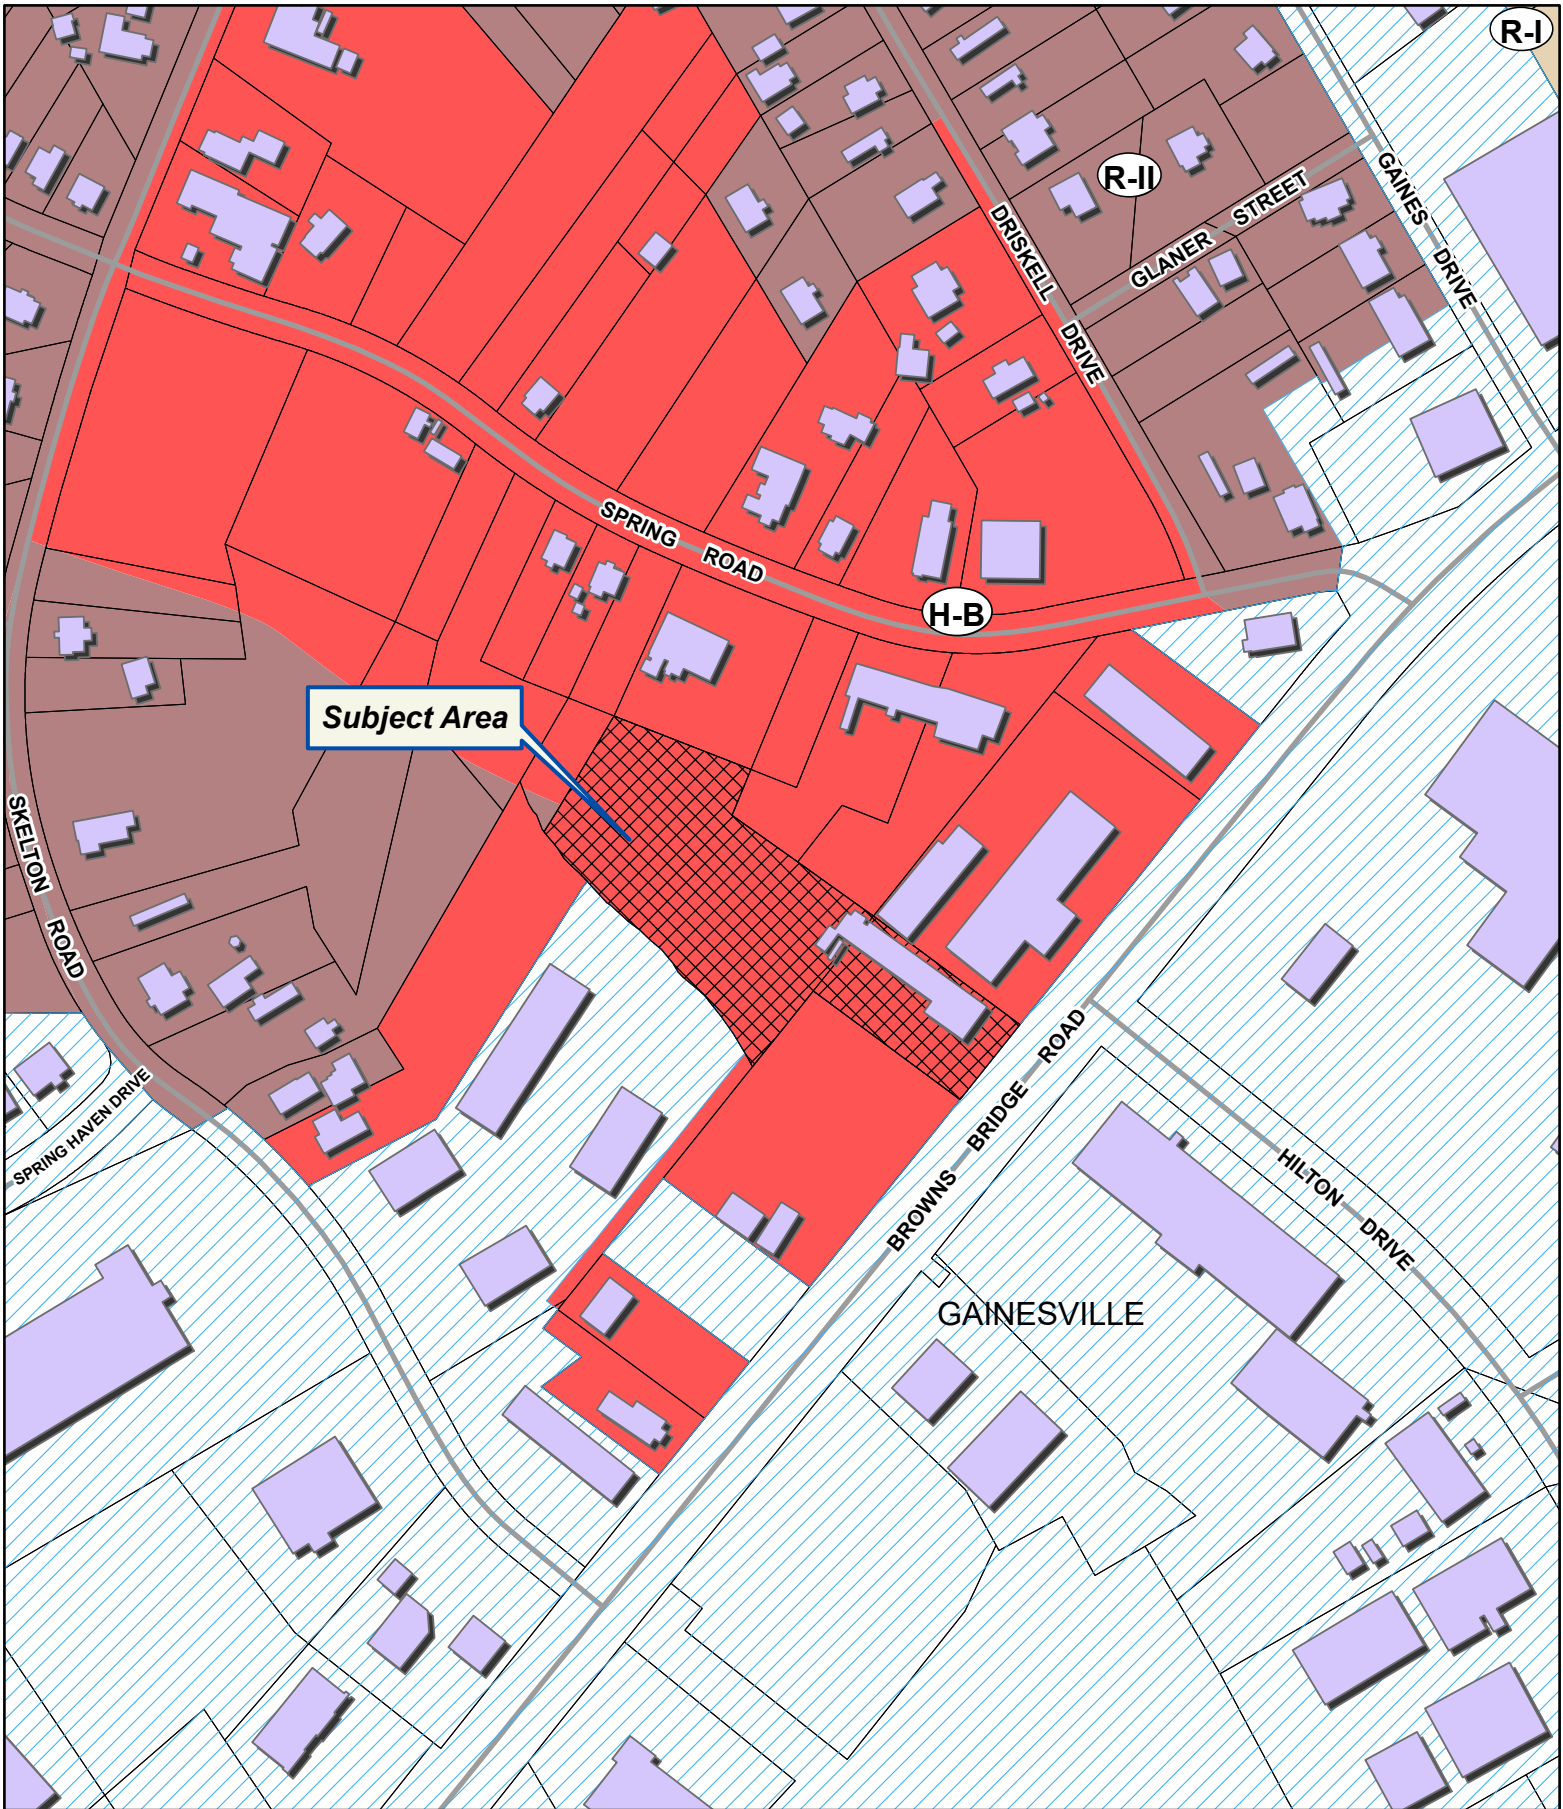 R-I
R-II
GAINES DRIVE
GLANER STREET
DRISKELL DRIVE
SPRING ROAD
H-B
Subject Area
SKELTON ROAD
SPRING HAVEN DRIVE
BROWNS BRIDGE ROAD
HILTON DRIVE
GAINESVILLE